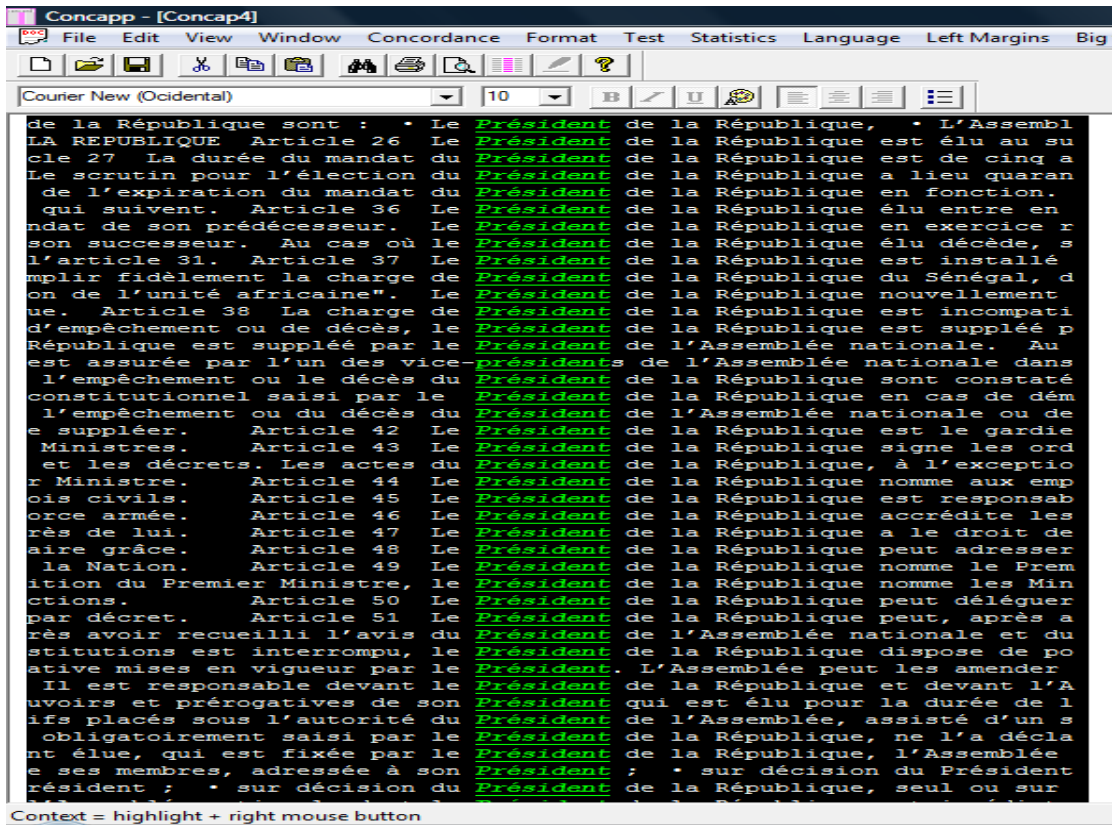 Concapp - [Concap4]
File Edit View Window Concordance Format Test Statistics Language Left Margins Big
Courier New (Ocidental) 10 B U
de la République sont : • Le Président de la République, • L'Assembl
LA REPUBLIQUE Article 26 Le Président de la République est élu au su
cle 27 La durée du mandat du Président de la République est de cinq a
Le scrutin pour l'élection du Président de la République a lieu quaran
de l'expiration du mandat du Président de la République en fonction.
qui suivent. Article 36 Le Président de la République élu entre en
ndat de son prédécesseur. Le Président de la République en exercice r
son successeur. Au cas où le Président de la République élu décède, s
l'article 31. Article 37 Le Président de la République est installé
mplir fidèlement la charge de Président de la République du Sénégal, d
on de l'unité africaine". Le Président de la République nouvellement
ue. Article 38 La charge de Président de la République est incompati
d'empêchement ou de décès, le Président de la République est suppléé p
République est suppléé par le Président de l'Assemblée nationale. Au
est assurée par l'un des vice-présidents de l'Assemblée nationale dans
l'empêchement ou le décès du Président de la République sont constaté
constitutionnel saisi par le Président de la République en cas de dém
l'empêchement ou du décès du Président de l'Assemblée nationale ou de
e suppléer. Article 42 Le Président de la République est le gardie
Ministres. Article 43 Le Président de la République signe les ord
et les décrets. Les actes du Président de la République, à l'exceptio
r Ministre. Article 44 Le Président de la République nomme aux emp
ois civils. Article 45 Le Président de la République est responsab
orce armée. Article 46 Le Président de la République accrédite les
rès de lui. Article 47 Le Président de la République a le droit de
aire grâce. Article 48 Le Président de la République peut adresser
la Nation. Article 49 Le Président de la République nomme le Prem
ition du Premier Ministre, le Président de la République nomme les Min
ctions. Article 50 Le Président de la République peut déléguer
par décret. Article 51 Le Président de la République peut, après a
rès avoir recueilli l'avis du Président de l'Assemblée nationale et du
stitutions est interrompu, le Président de la République dispose de po
ative mises en vigueur par le Président. L'Assemblée peut les amender
Il est responsable devant le Président de la République et devant l'A
uvoirs et prérogatives de son Président qui est élu pour la durée de l
ifs placés sous l'autorité du Président de l'Assemblée, assisté d'un s
obligatoirement saisi par le Président de la République, ne l'a décla
nt élue, qui est fixée par le Président de la République, l'Assemblée
e ses membres, adressée à son Président ; • sur décision du Président
résident ; • sur décision du Président de la République, seul ou sur
Context = highlight + right mouse button